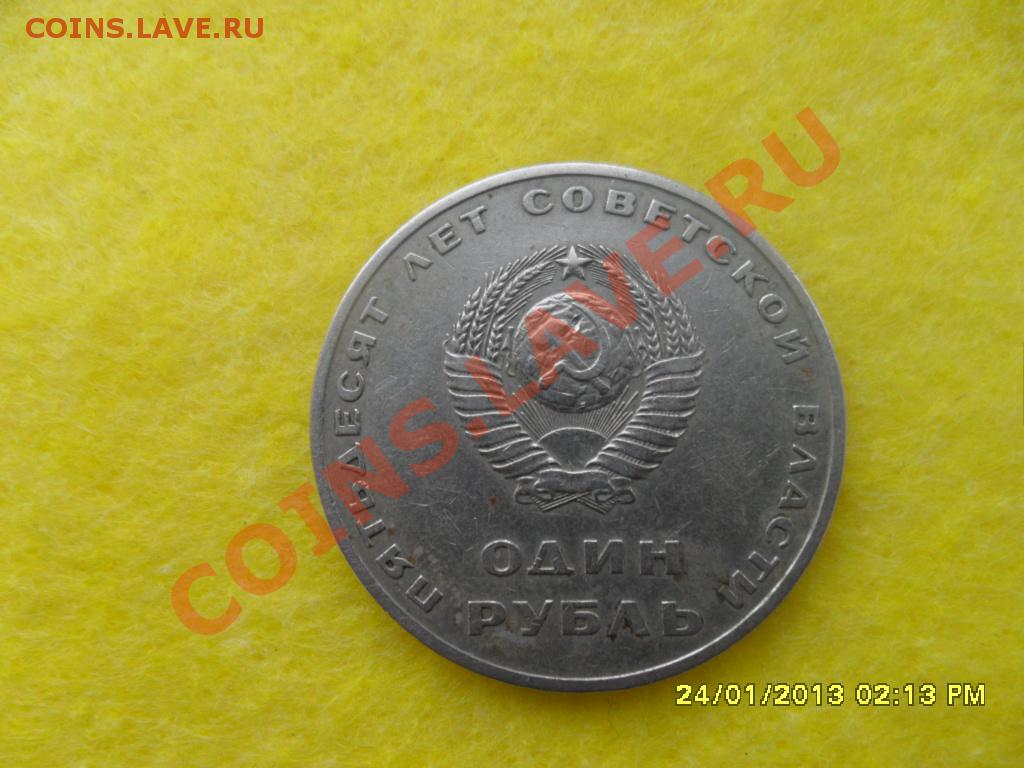 COINS.LAVE.RU
ПЯТЬДЕСЯТ ЛЕТ СОВЕТСКОЙ ВЛАСТИ
ОДИН
РУБЛЬ
COINS.LAVE.RU
24/01/2013 02:13 PM